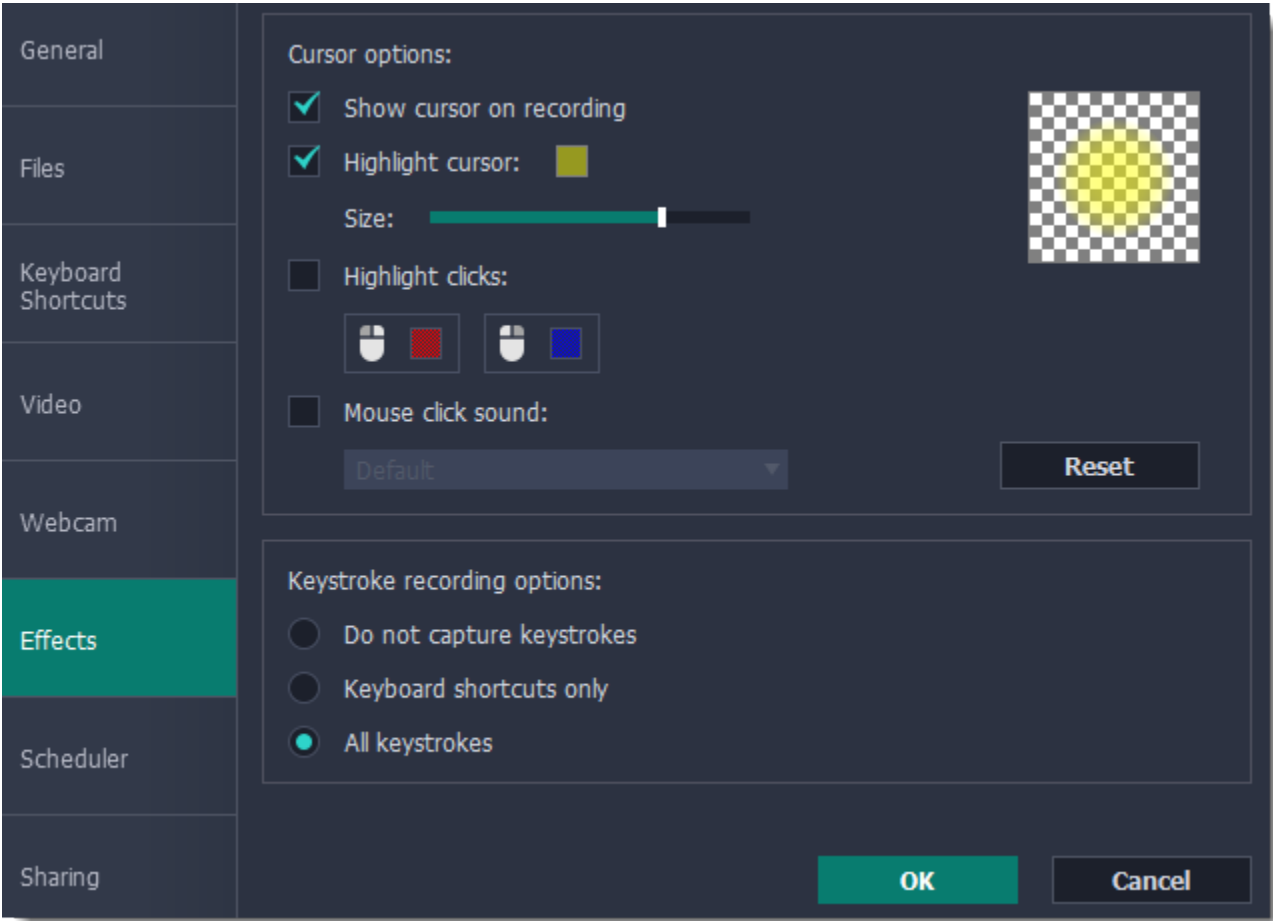 General
Files
Keyboard
Shortcuts
Video
Webcam
Effects
Scheduler
Sharing
Cursor options:
Show cursor on recording
Highlight cursor:
Size:
Highlight clicks:
Mouse click sound:
Default
Reset
Keystroke recording options:
Do not capture keystrokes
Keyboard shortcuts only
All keystrokes
OK
Cancel